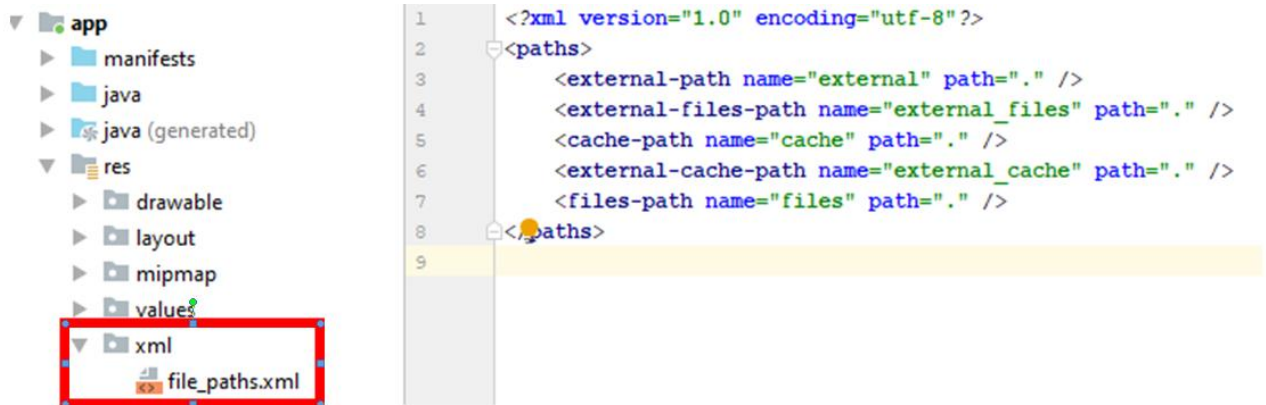 app
manifests
java
java (generated)
res
drawable
layout
mipmap
values
xml
file_paths.xml
1 <?xml version="1.0" encoding="utf-8"?>
2 <paths>
3 <external-path name="external" path="." />
4 <external-files-path name="external_files" path="." />
5 <cache-path name="cache" path="." />
6 <external-cache-path name="external_cache" path="." />
7 <files-path name="files" path="." />
8 </paths>
9